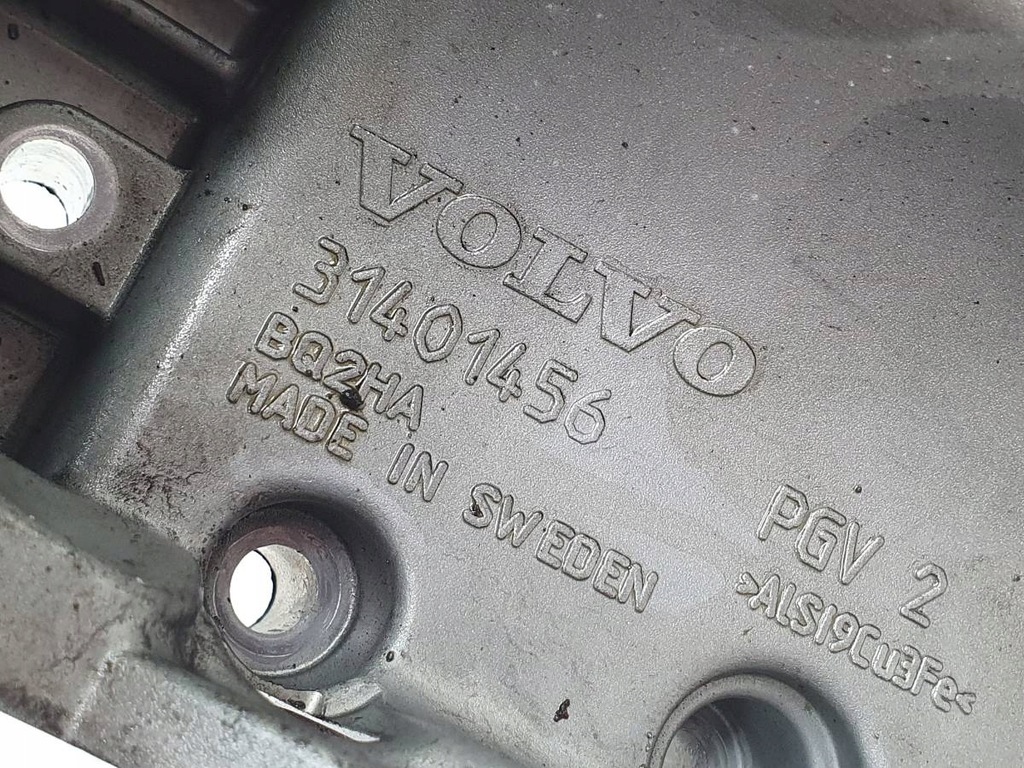 VOLVO
31401456
BQ2HA
MADE IN SWEDEN
PGV 2
>ALSI9Cu3Fe<